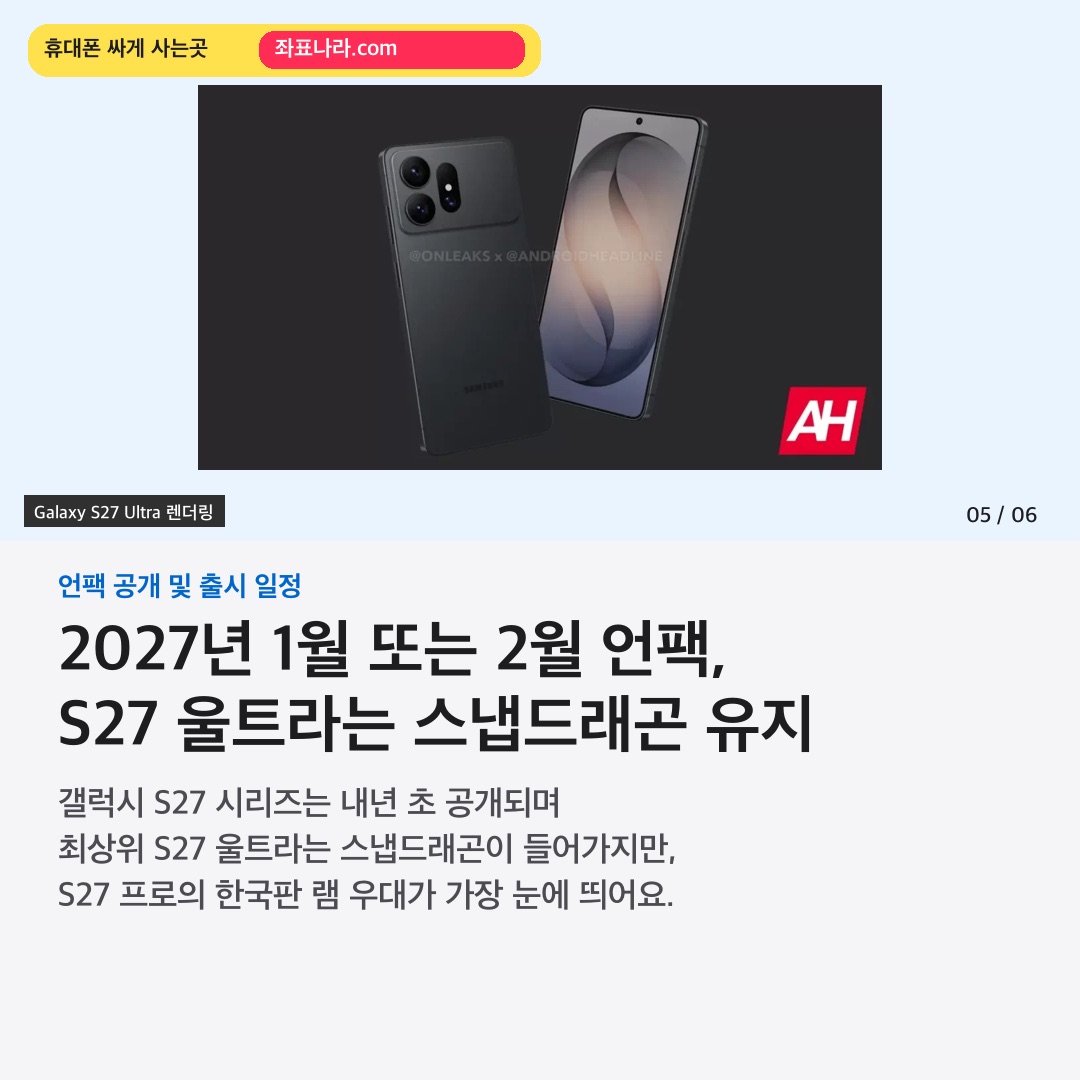 휴대폰 싸게 사는곳 좌표나라.com
@ONLEAKS x @ANDROIDHEADLINE
SAMSUNG
AH
Galaxy S27 Ultra 렌더링
05 / 06
언팩 공개 및 출시 일정
2027년 1월 또는 2월 언팩,
S27 울트라는 스냅드래곤 유지
갤럭시 S27 시리즈는 내년 초 공개되며
최상위 S27 울트라는 스냅드래곤이 들어가지만,
S27 프로의 한국판 램 우대가 가장 눈에 띄어요.